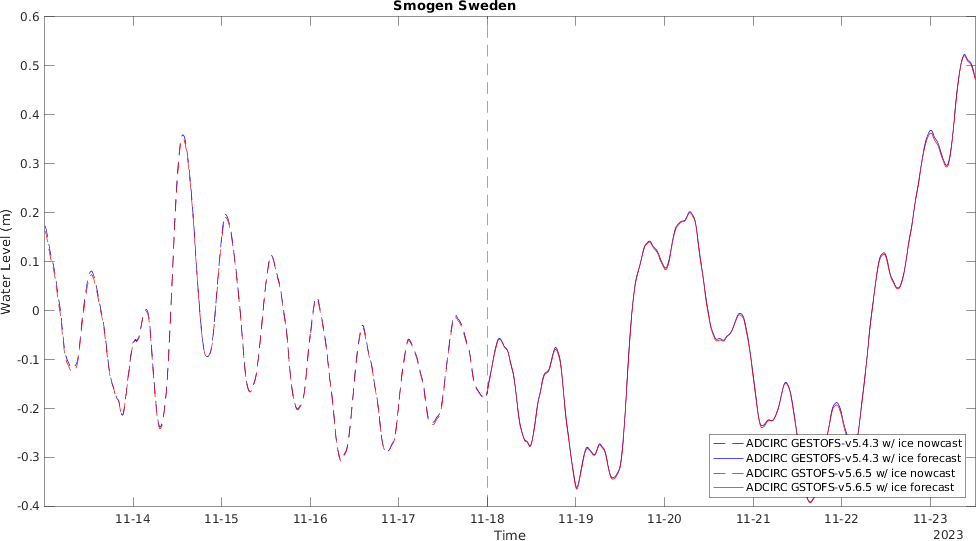 Smogen Sweden
0.6
0.5
0.4
0.3
0.2
0.1
0
-0.1
-0.2
-0.3
-0.4
Water Level (m)
ADCIRC GESTOFS-v5.4.3 w/ ice nowcast
ADCIRC GESTOFS-v5.4.3 w/ ice forecast
ADCIRC GSTOFS-v5.6.5 w/ ice nowcast
ADCIRC GSTOFS-v5.6.5 w/ ice forecast
11-14 11-15 11-16 11-17 11-18 11-19 11-20 11-21 11-22 11-23
Time
2023